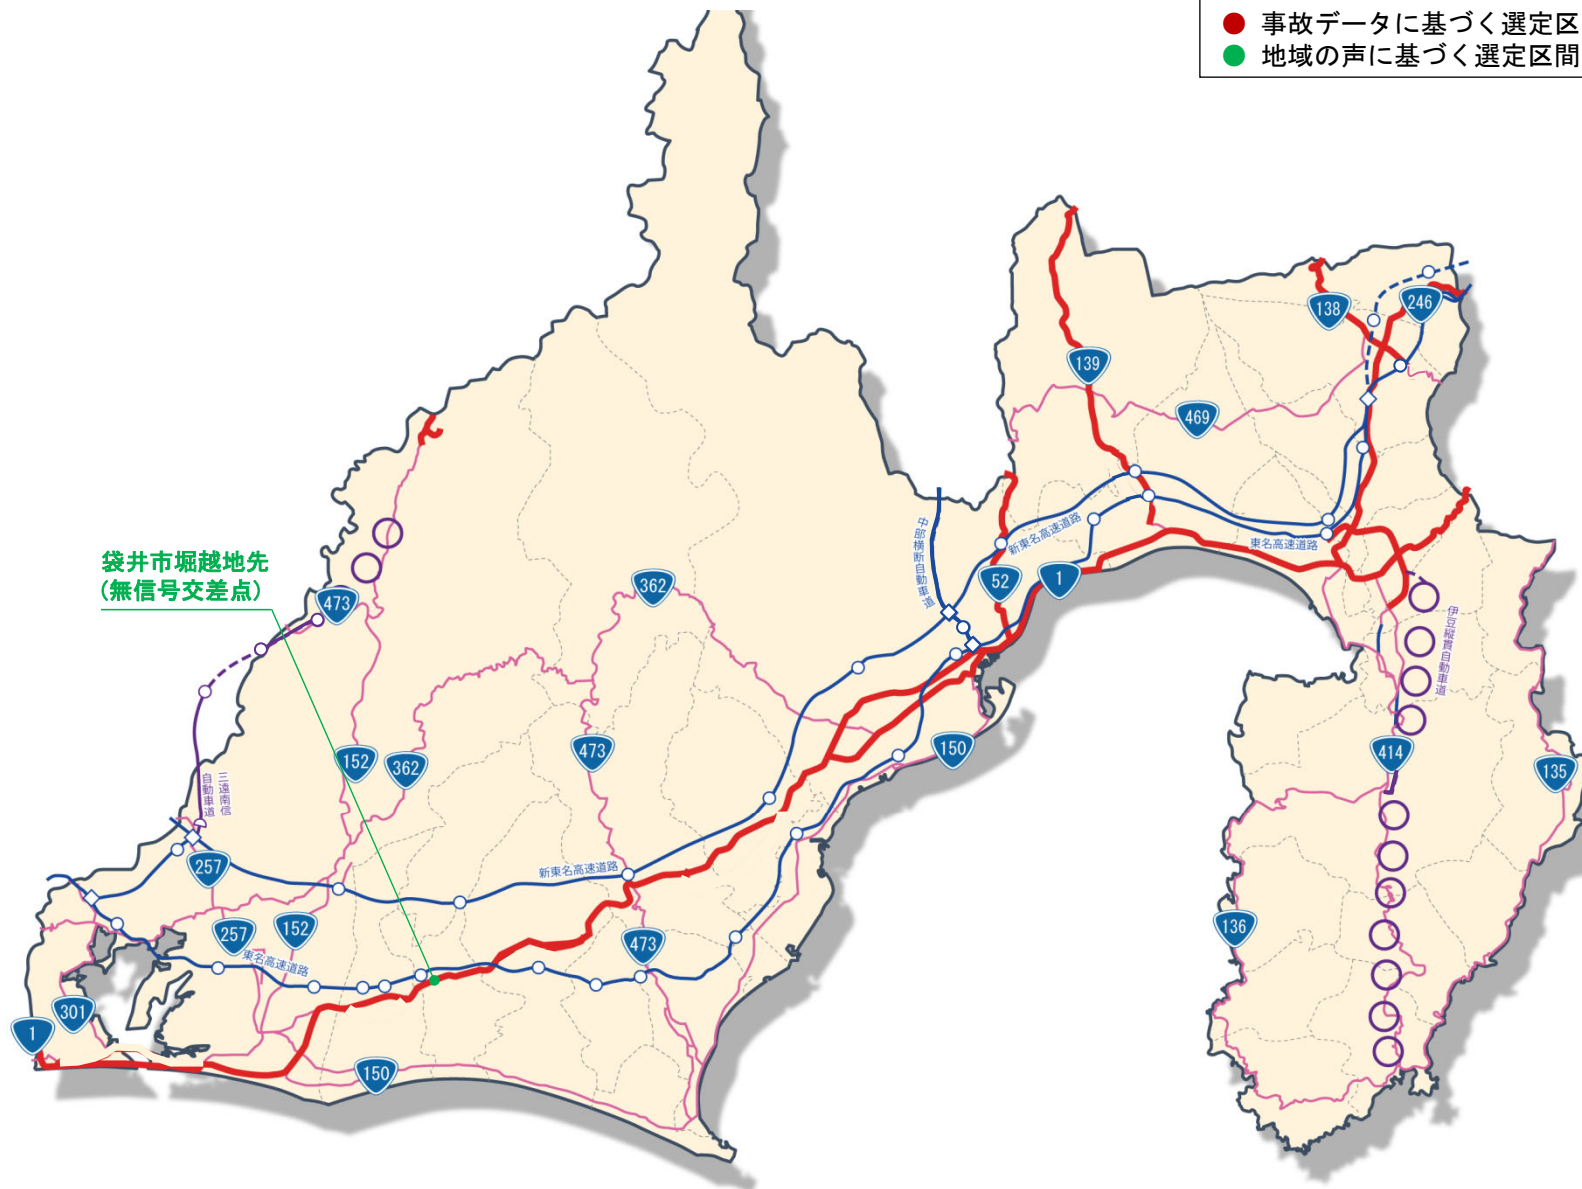 事故データに基づく選定区
地域の声に基づく選定区間
138
246
139
469
中部横断自動車道
新東名高速道路
東名高速道路
袋井市堀越地先
(無信号交差点)
473
362
52
1
伊豆縦貫自動車道
152
362
473
150
414
135
三遠南信
自動車道
257
新東名高速道路
257
152
473
136
東名高速道路
301
1
150